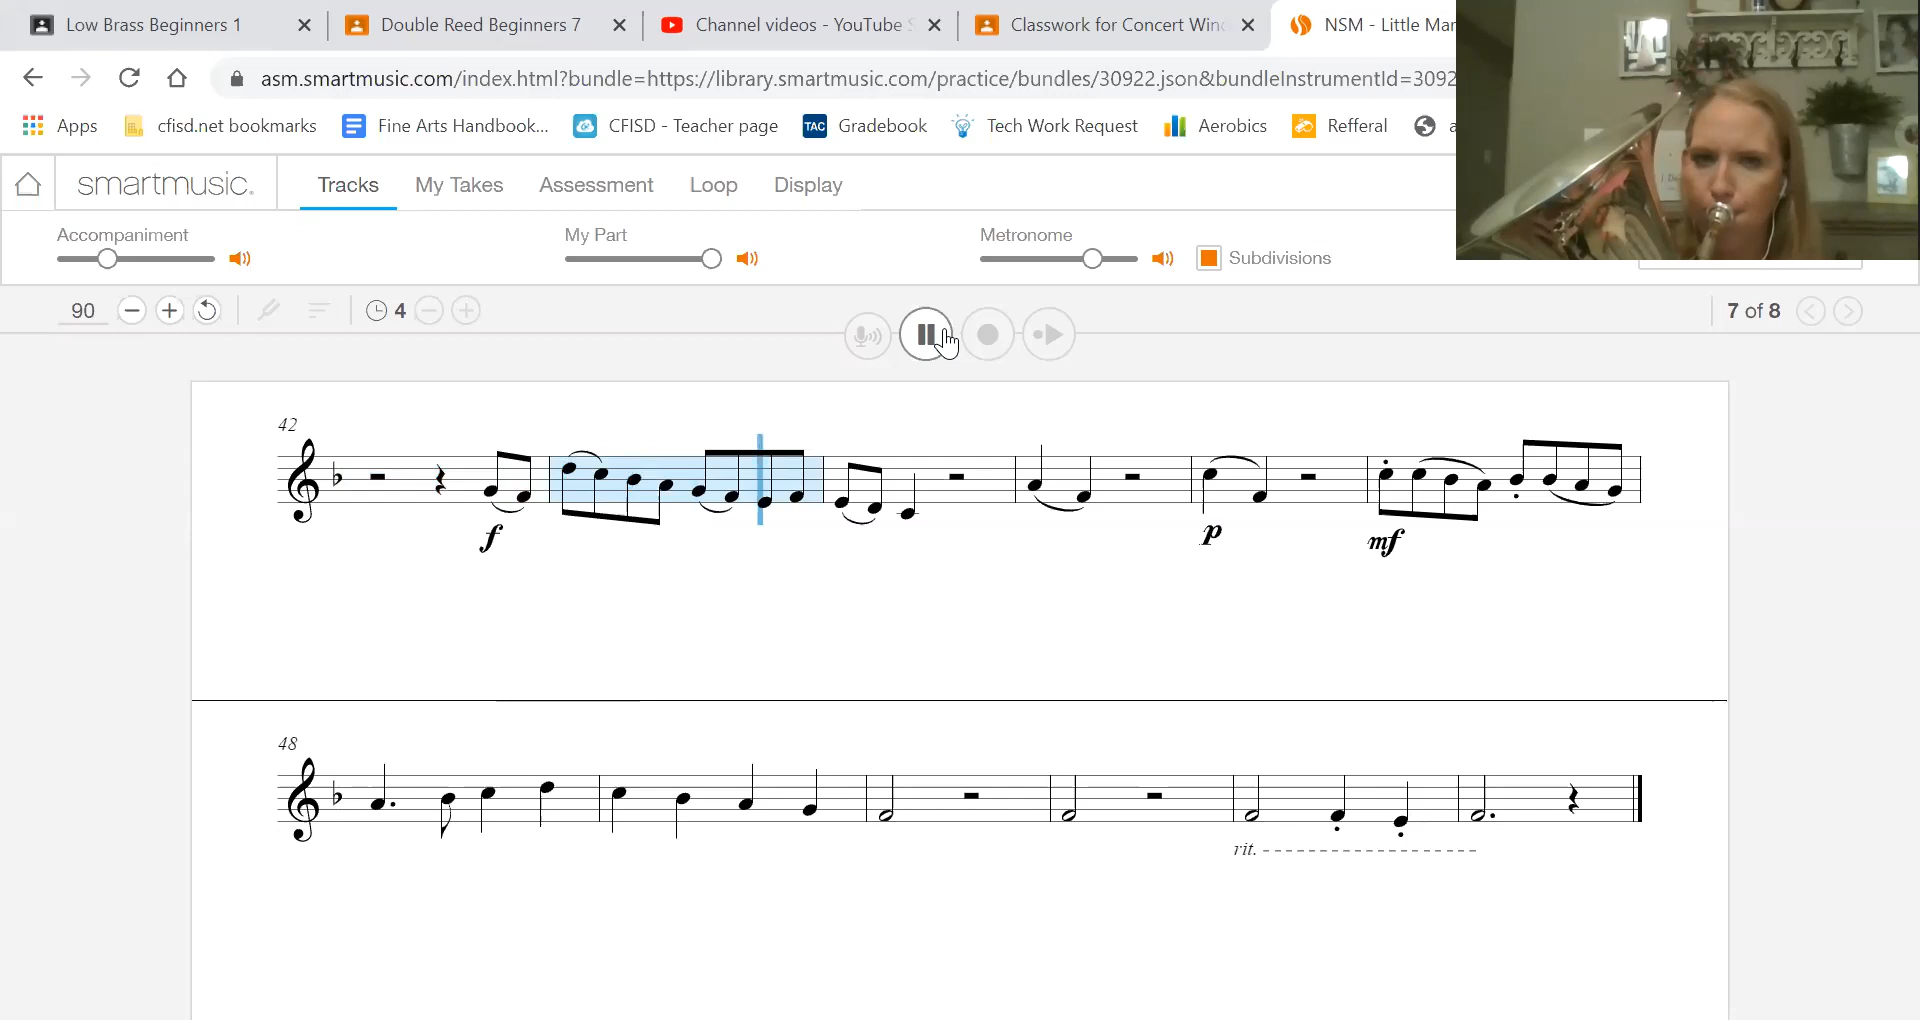 Low Brass Beginners 1 Double Reed Beginners 7 Channel videos - YouTube S Classwork for Concert Wind NSM - Little Mar
asm.smartmusic.com/index.html?bundle=https://library.smartmusic.com/practice/bundles/30922.json&bundleInstrumentId=3092
Apps cfisd.net bookmarks Fine Arts Handbook... CFISD - Teacher page TAC Gradebook Tech Work Request Aerobics Refferal a
smartmusic. Tracks My Takes Assessment Loop Display
Accompaniment My Part Metronome
Subdivisions
90 4 7 of 8
42
f p mf
48
rit.